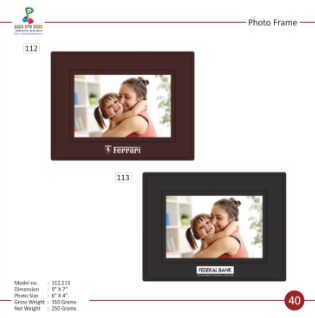 Photo Frame
112
Ferrari
113
FEDERAL BANK
Model no. : 112,113
Dimension : 9" X 7"
Photo Size : 6" X 4"
Gross Weight : 310 Grams
Net Weight : 250 Grams
40